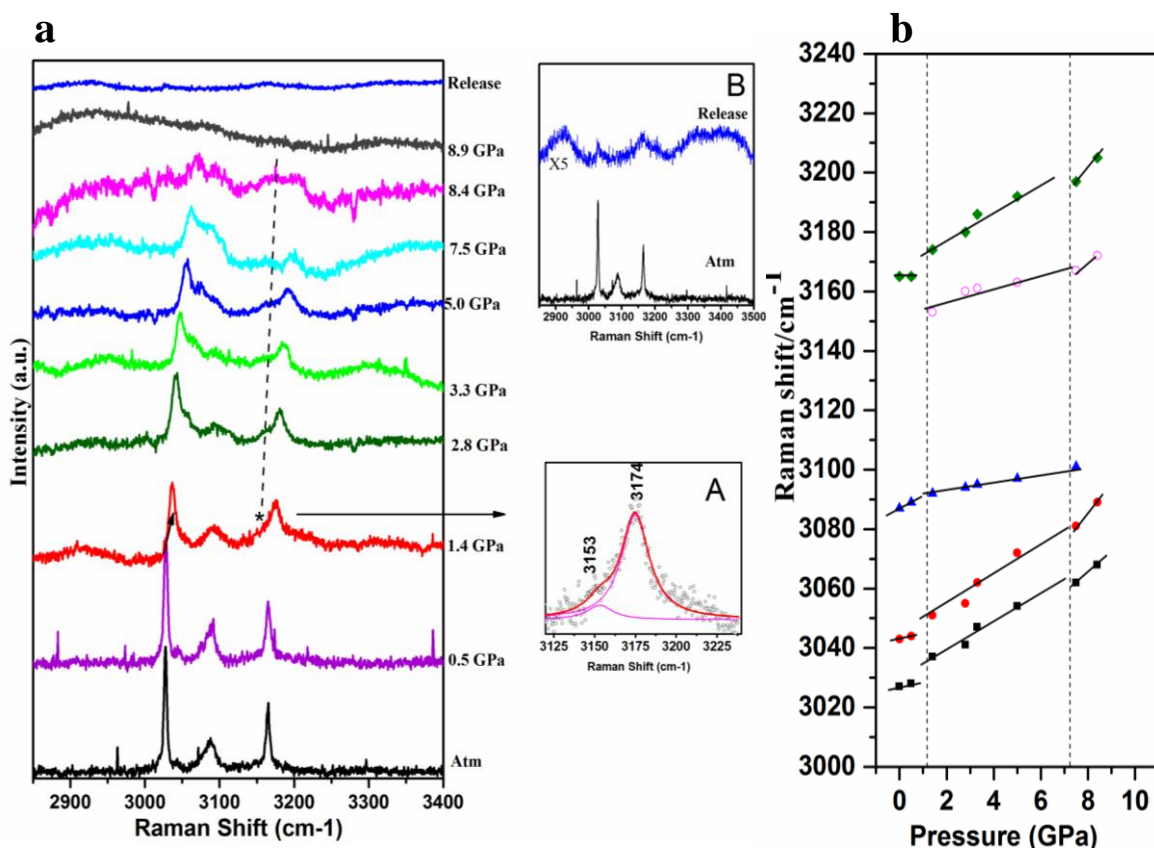 a
Intensity (a.u.)
Release
8.9 GPa
8.4 GPa
7.5 GPa
5.0 GPa
3.3 GPa
2.8 GPa
*
1.4 GPa
0.5 GPa
Atm
2900 3000 3100 3200 3300 3400
Raman Shift (cm-1)
B
Release
X5
Atm
2900 3000 3100 3200 3300 3400 3500
Raman Shift (cm-1)
A
3174
3153
3125 3150 3175 3200 3225
Raman Shift (cm-1)
b
Raman shift/cm-1
3240
3220
3200
3180
3160
3140
3120
3100
3080
3060
3040
3020
3000
0 2 4 6 8 10
Pressure (GPa)